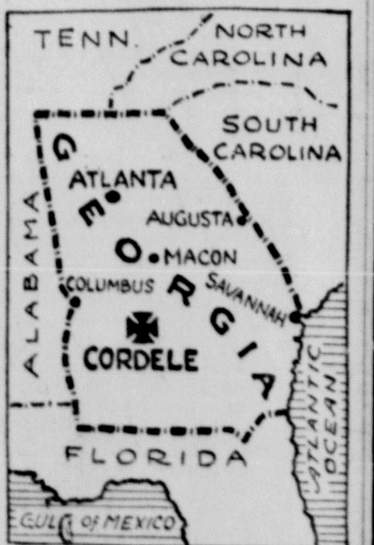 TENN.
NORTH
CAROLINA
SOUTH
CAROLINA
GEORGIA
ATLANTA
AUGUSTA
MACON
COLUMBUS
SAVANNAH
ALABAMA
CORDELE
ATLANTIC
OCEAN
FLORIDA
GULF OF MEXICO